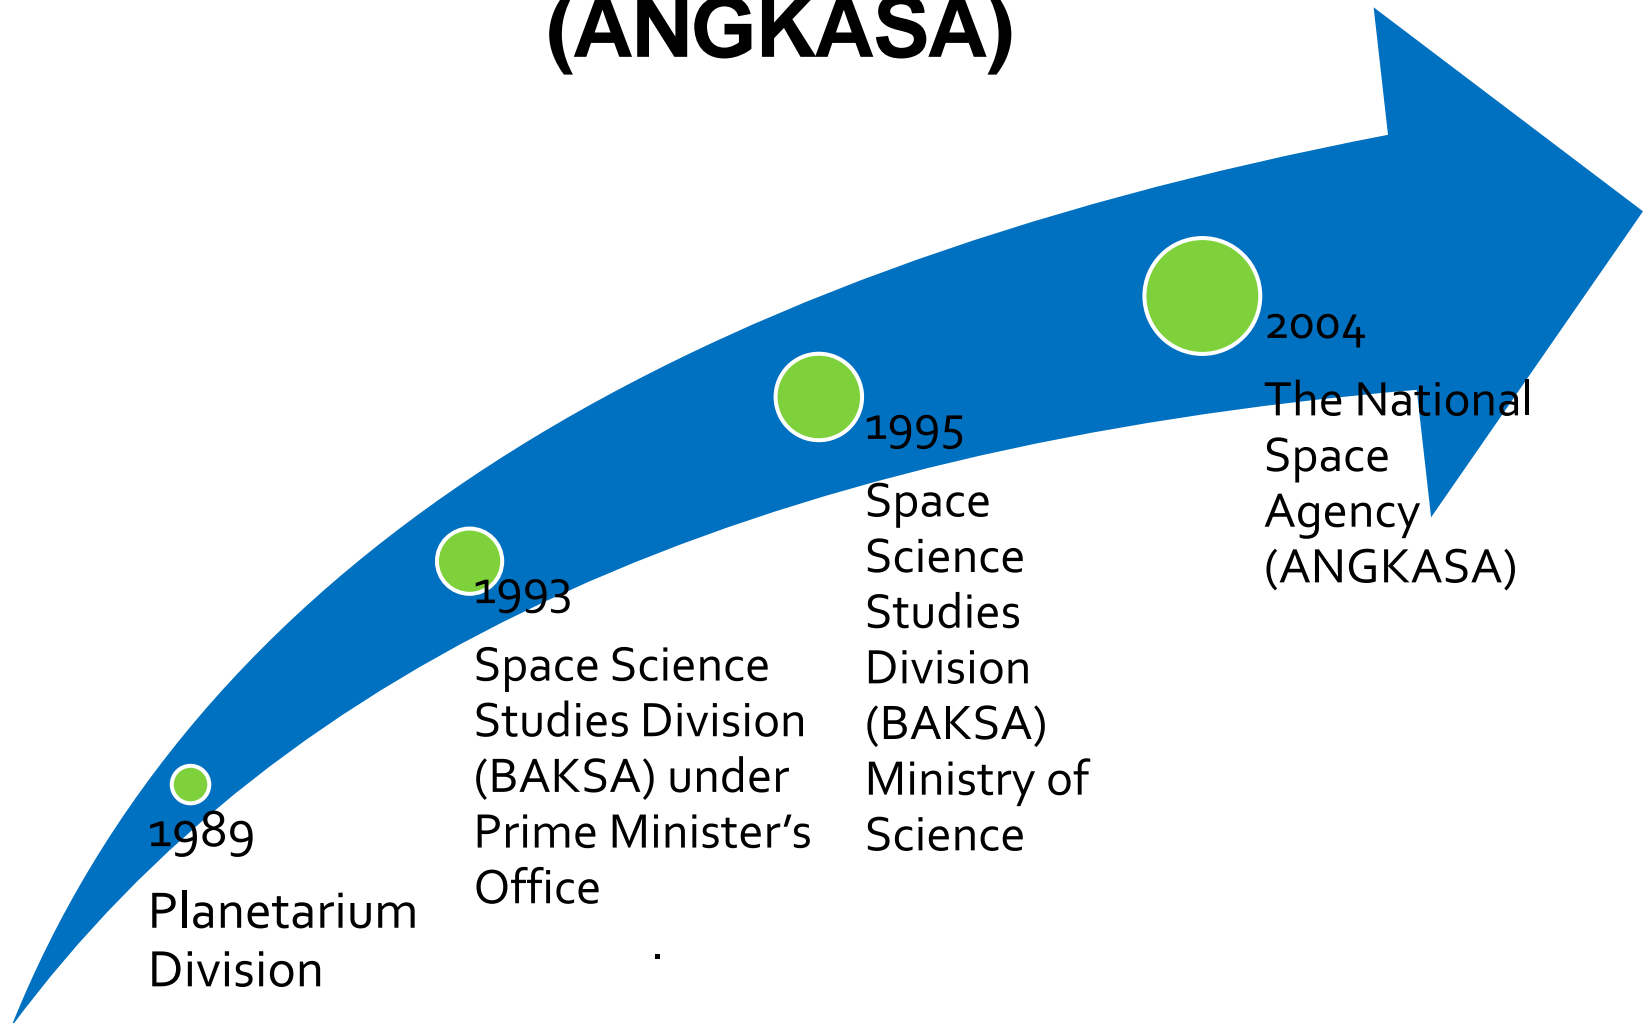 (ANGKASA)
1989
Planetarium
Division
1993
Space Science
Studies Division
(BAKSA) under
Prime Minister’s
Office
.
1995
Space
Science
Studies
Division
(BAKSA)
Ministry of
Science
2004
The National
Space
Agency
(ANGKASA)